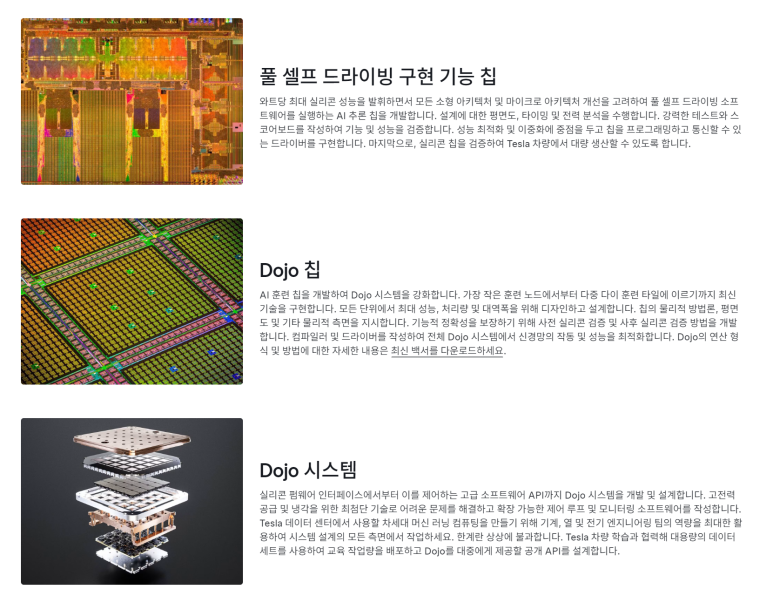 풀 셀프 드라이빙 구현 기능 칩
와트당 최대 실리콘 성능을 발휘하면서 모든 소형 아키텍처 및 마이크로 아키텍처 개선을 고려하여 풀 셀프 드라이빙 소프
트웨어를 실행하는 AI 추론 칩을 개발합니다. 설계에 대한 평면도, 타이밍 및 전력 분석을 수행합니다. 강력한 테스트와 스
코어보드를 작성하여 기능 및 성능을 검증합니다. 성능 최적화 및 이중화에 중점을 두고 칩을 프로그래밍하고 통신할 수 있
는 드라이버를 구현합니다. 마지막으로, 실리콘 칩을 검증하여 Tesla 차량에서 대량 생산할 수 있도록 합니다.
Dojo 칩
AI 훈련 칩을 개발하여 Dojo 시스템을 강화합니다. 가장 작은 훈련 노드에서부터 다중 다이 훈련 타일에 이르기까지 최신
기술을 구현합니다. 모든 단위에서 최대 성능, 처리량 및 대역폭을 위해 디자인하고 설계합니다. 칩의 물리적 방법론, 평면
도 및 기타 물리적 측면을 지시합니다. 기능적 정확성을 보장하기 위해 사전 실리콘 검증 및 사후 실리콘 검증 방법을 개발
합니다. 컴파일러 및 드라이버를 작성하여 전체 Dojo 시스템에서 신경망의 작동 및 성능을 최적화합니다. Dojo의 연산 형
식 및 방법에 대한 자세한 내용은 최신 백서를 다운로드하세요.
Dojo 시스템
실리콘 펌웨어 인터페이스에서부터 이를 제어하는 고급 소프트웨어 API까지 Dojo 시스템을 개발 및 설계합니다. 고전력
공급 및 냉각을 위한 최첨단 기술로 어려운 문제를 해결하고 확장 가능한 제어 루프 및 모니터링 소프트웨어를 작성합니다.
Tesla 데이터 센터에서 사용할 차세대 머신 러닝 컴퓨팅을 만들기 위해 기계, 열 및 전기 엔지니어링 팀의 역량을 최대한 활
용하여 시스템 설계의 모든 측면에서 작업하세요. 한계란 상상에 불과합니다. Tesla 차량 학습과 협력해 대용량의 데이터
세트를 사용하여 교육 작업량을 배포하고 Dojo를 대중에게 제공할 공개 API를 설계합니다.